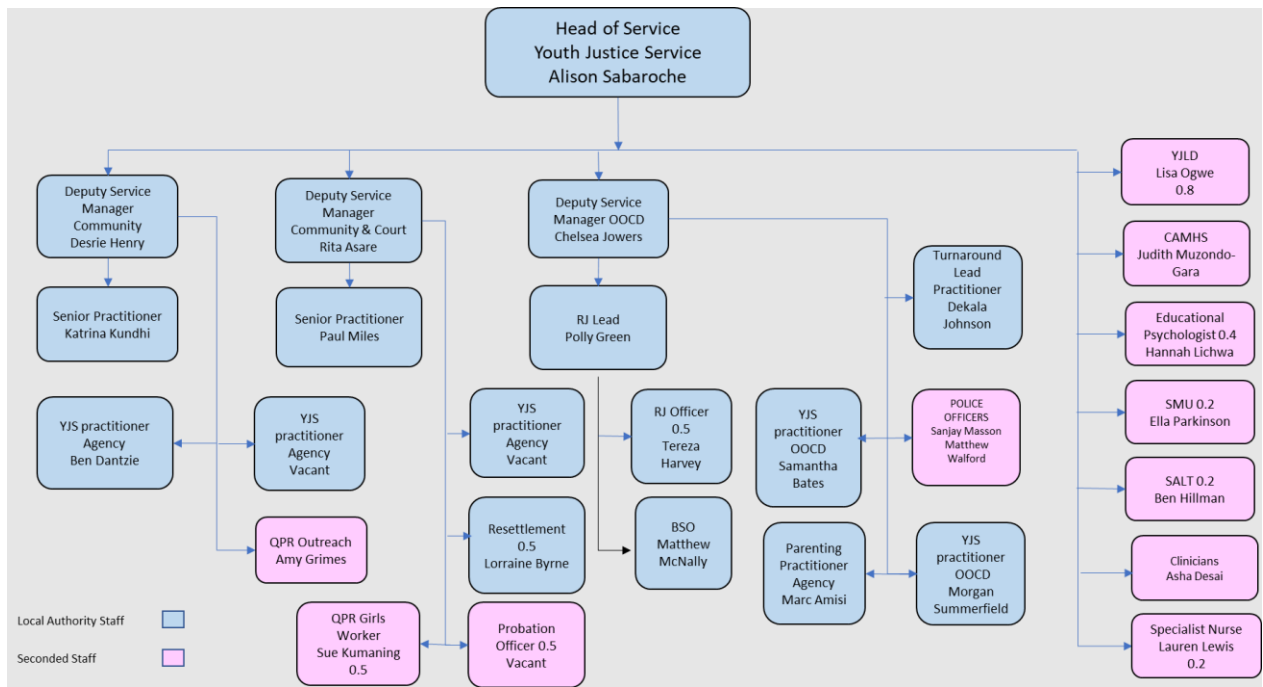 Head of Service
Youth Justice Service
Alison Sabaroche
Deputy Service
Manager
Community
Desrie Henry
Deputy Service
Manager
Community & Court
Rita Asare
Deputy Service
Manager OOCD
Chelsea Jowers
YJLD
Lisa Ogwe
0.8
CAMHS
Judith Muzondo-
Gara
Turnaround
Lead
Practitioner
Dekala
Johnson
Senior Practitioner
Katrina Kundhi
Senior Practitioner
Paul Miles
RJ Lead
Polly Green
Educational
Psychologist 0.4
Hannah Lichwa
YJS practitioner
Agency
Ben Dantzie
YJS
practitioner
Agency
Vacant
YJS
practitioner
Agency
Vacant
RJ Officer
0.5
Tereza
Harvey
YJS
practitioner
OOCD
Samantha
Bates
POLICE
OFFICERS
Sanjay Masson
Matthew
Walford
SMU 0.2
Ella Parkinson
SALT 0.2
Ben Hillman
QPR Outreach
Amy Grimes
Resettlement
0.5
Lorraine Byrne
BSO
Matthew
McNally
Parenting
Practitioner
Agency
Marc Amisi
YJS
practitioner
OOCD
Morgan
Summerfield
Clinicians
Asha Desai
Local Authority Staff
Seconded Staff
QPR Girls
Worker
Sue Kumaning
0.5
Probation
Officer 0.5
Vacant
Specialist Nurse
Lauren Lewis
0.2